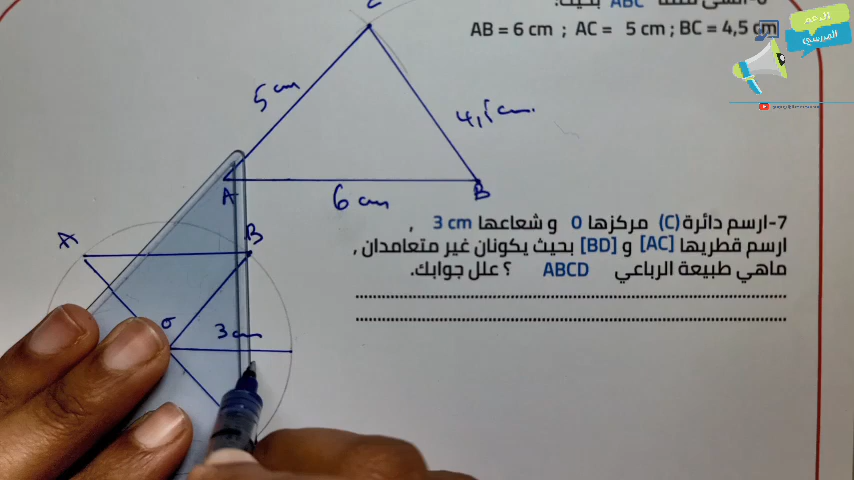 ABC
AB = 6 cm ; AC = 5 cm ; BC = 4,5 cm
الدعم
المدرسي
C
5 cm
4,5 cm.
A
B
6 cm
7-ارسم دائرة (C) مركزها O و شعاعها 3 cm ,
ارسم قطريها [AC] و [BD] بحيث يكونان غير متعامدان ,
ماهي طبيعة الرباعي ABCD ؟ علل جوابك.
A
B
O
3 cm